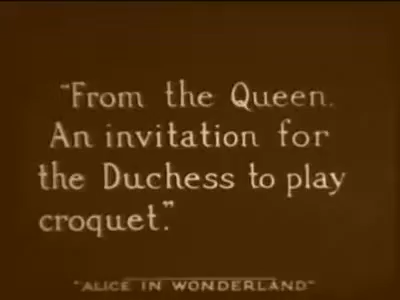 "From the Queen.
An invitation for
the Duchess to play
croquet."
"ALICE IN WONDERLAND"